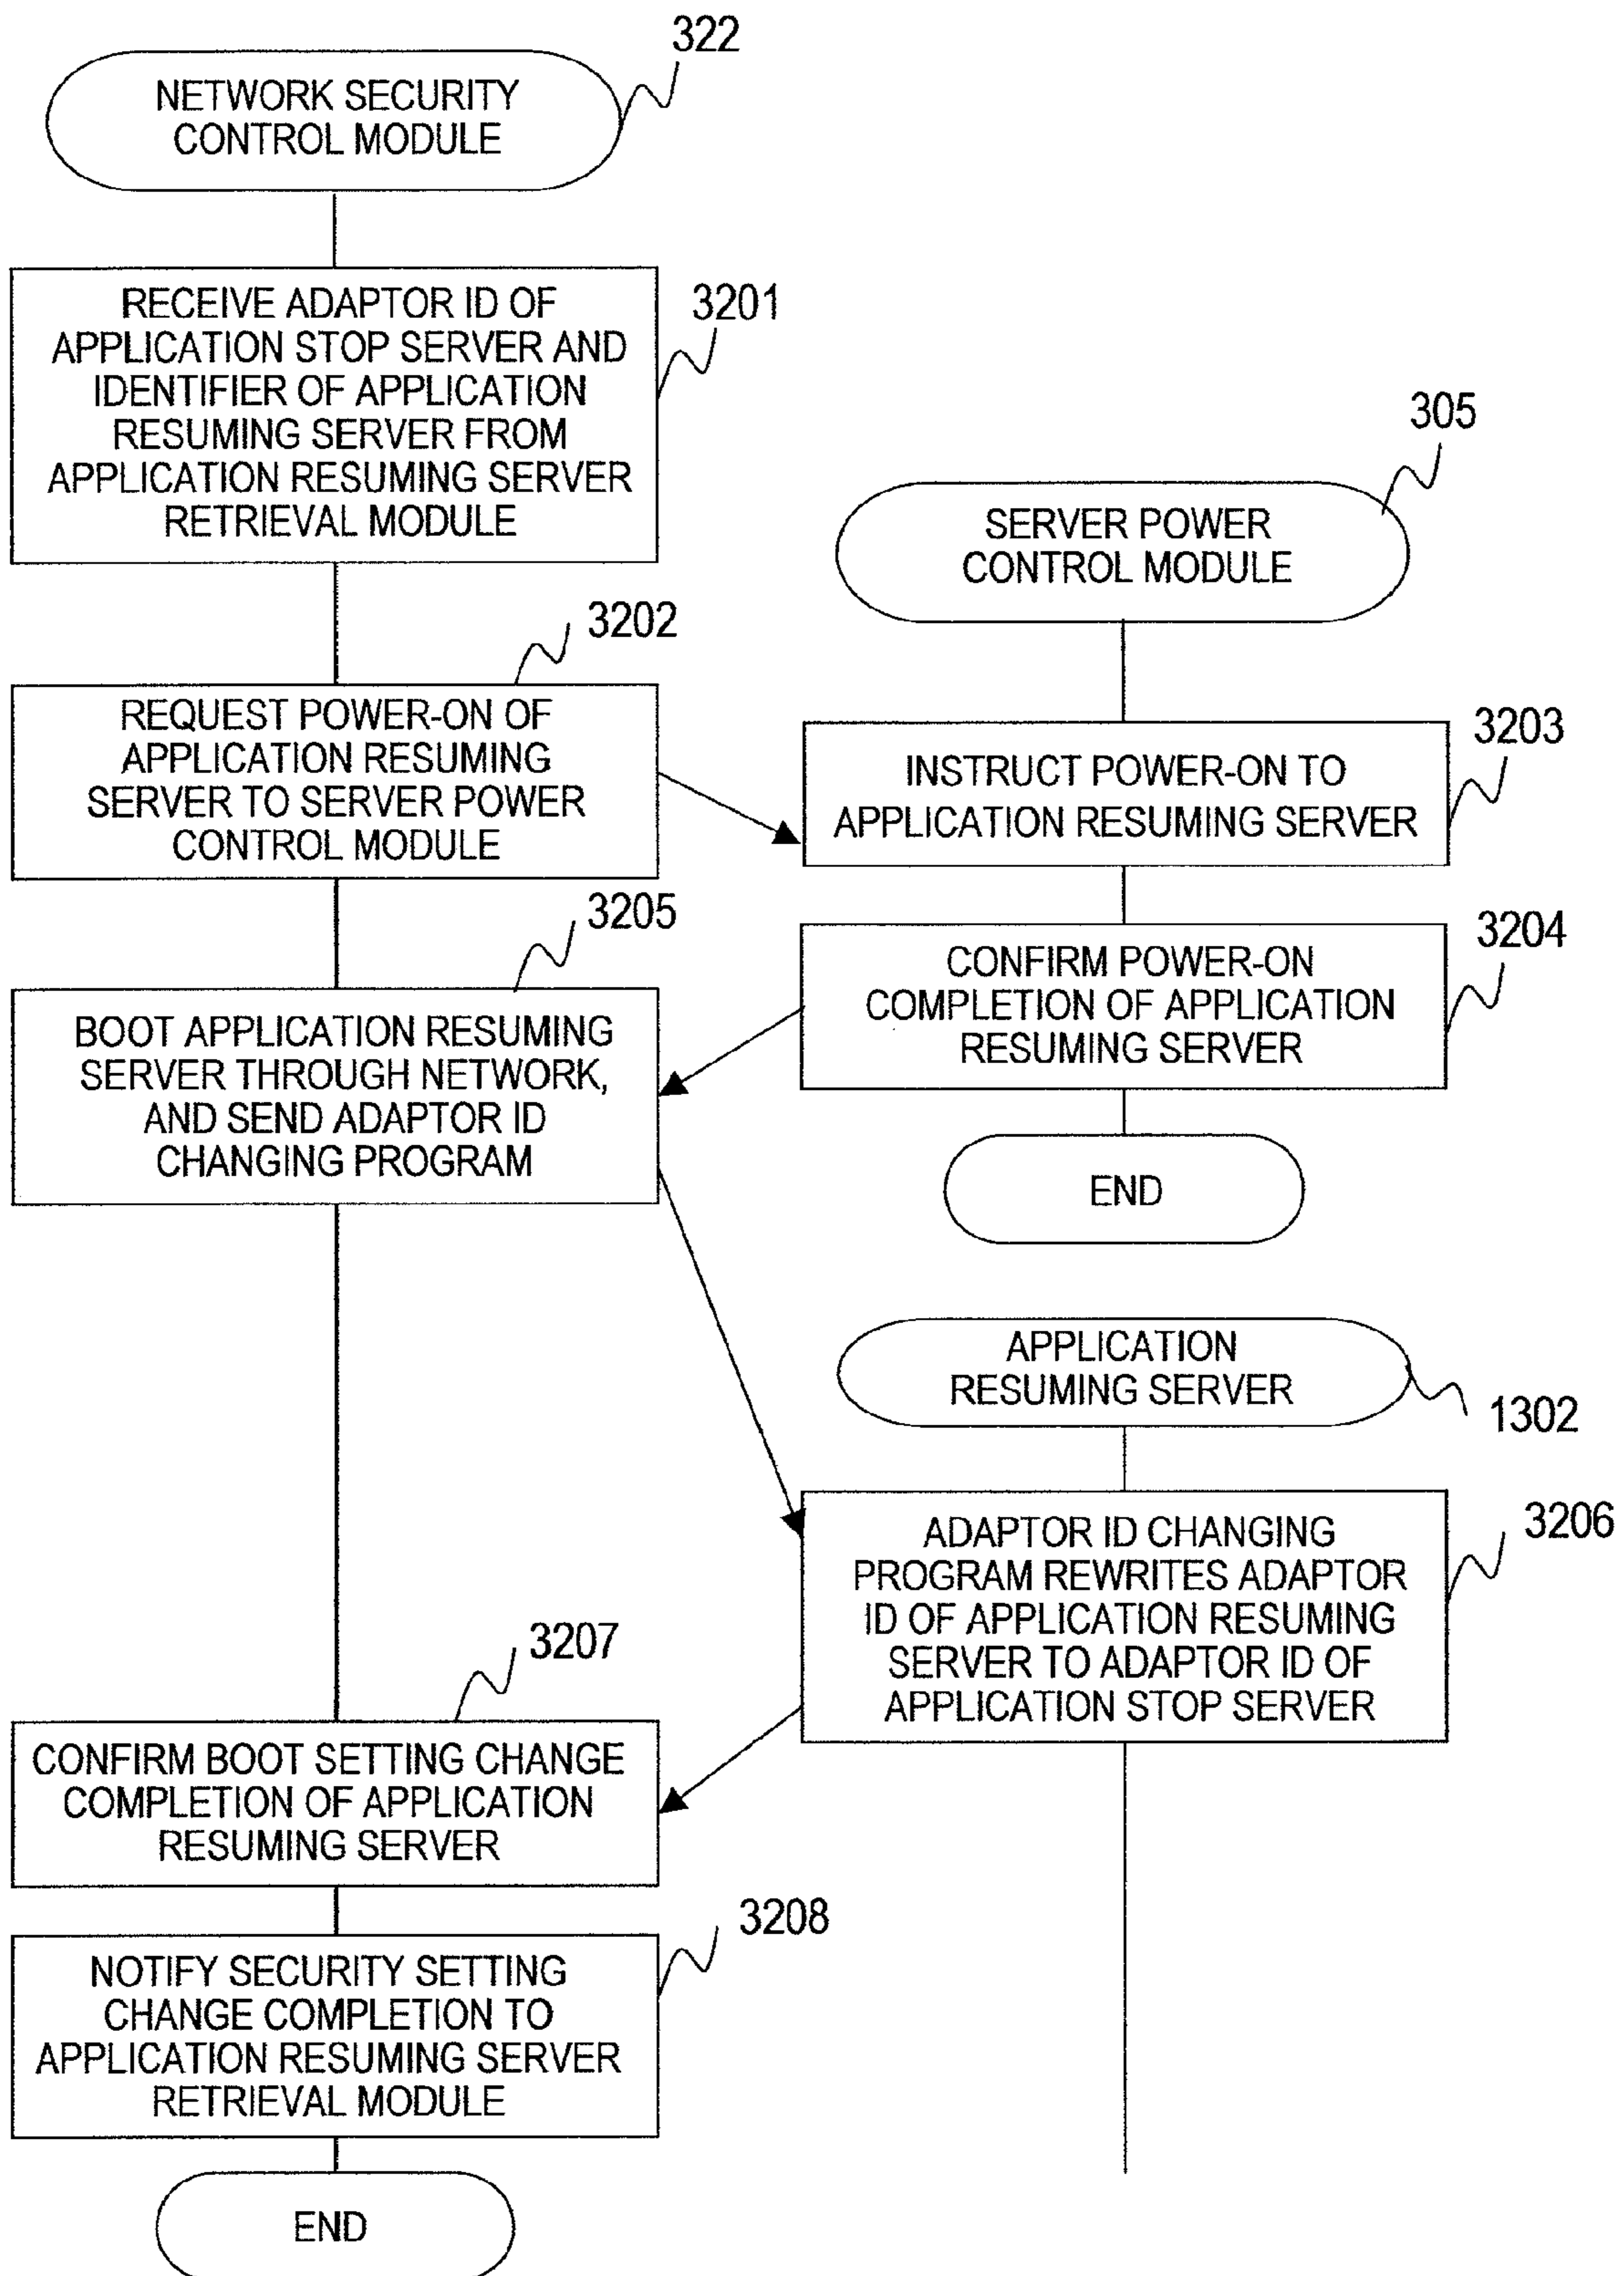 322
NETWORK SECURITY
CONTROL MODULE
RECEIVE ADAPTOR ID OF
APPLICATION STOP SERVER AND
IDENTIFIER OF APPLICATION
RESUMING SERVER FROM
APPLICATION RESUMING SERVER
RETRIEVAL MODULE
3201
305
SERVER POWER
CONTROL MODULE
3202
REQUEST POWER-ON OF
APPLICATION RESUMING
SERVER TO SERVER POWER
CONTROL MODULE
3203
INSTRUCT POWER-ON TO
APPLICATION RESUMING SERVER
3204
CONFIRM POWER-ON
COMPLETION OF APPLICATION
RESUMING SERVER
3205
BOOT APPLICATION RESUMING
SERVER THROUGH NETWORK,
AND SEND ADAPTOR ID
CHANGING PROGRAM
END
APPLICATION
RESUMING SERVER
1302
ADAPTOR ID CHANGING
PROGRAM REWRITES ADAPTOR
ID OF APPLICATION RESUMING
SERVER TO ADAPTOR ID OF
APPLICATION STOP SERVER
3206
3207
CONFIRM BOOT SETTING CHANGE
COMPLETION OF APPLICATION
RESUMING SERVER
3208
NOTIFY SECURITY SETTING
CHANGE COMPLETION TO
APPLICATION RESUMING SERVER
RETRIEVAL MODULE
END